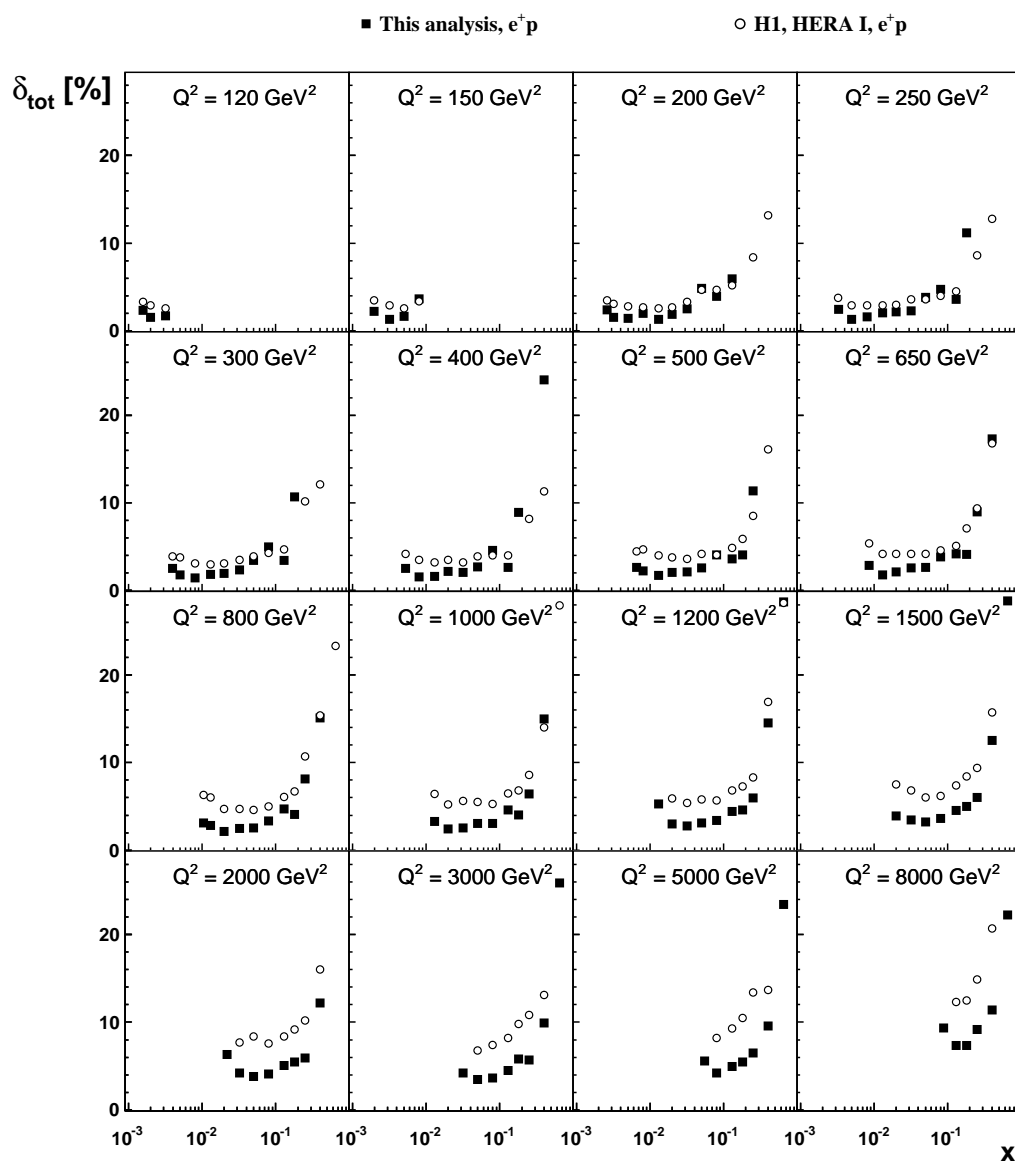 ■ This analysis, e⁺p ○ H1, HERA I, e⁺p
δtot [%]
Q² = 120 GeV² Q² = 150 GeV² Q² = 200 GeV² Q² = 250 GeV²
20
10
0
Q² = 300 GeV² Q² = 400 GeV² Q² = 500 GeV² Q² = 650 GeV²
20
10
0
Q² = 800 GeV² Q² = 1000 GeV² Q² = 1200 GeV² Q² = 1500 GeV²
20
10
0
Q² = 2000 GeV² Q² = 3000 GeV² Q² = 5000 GeV² Q² = 8000 GeV²
20
10
0
10⁻³ 10⁻² 10⁻¹ 10⁻³ 10⁻² 10⁻¹ 10⁻³ 10⁻² 10⁻¹ 10⁻³ 10⁻² 10⁻¹
x